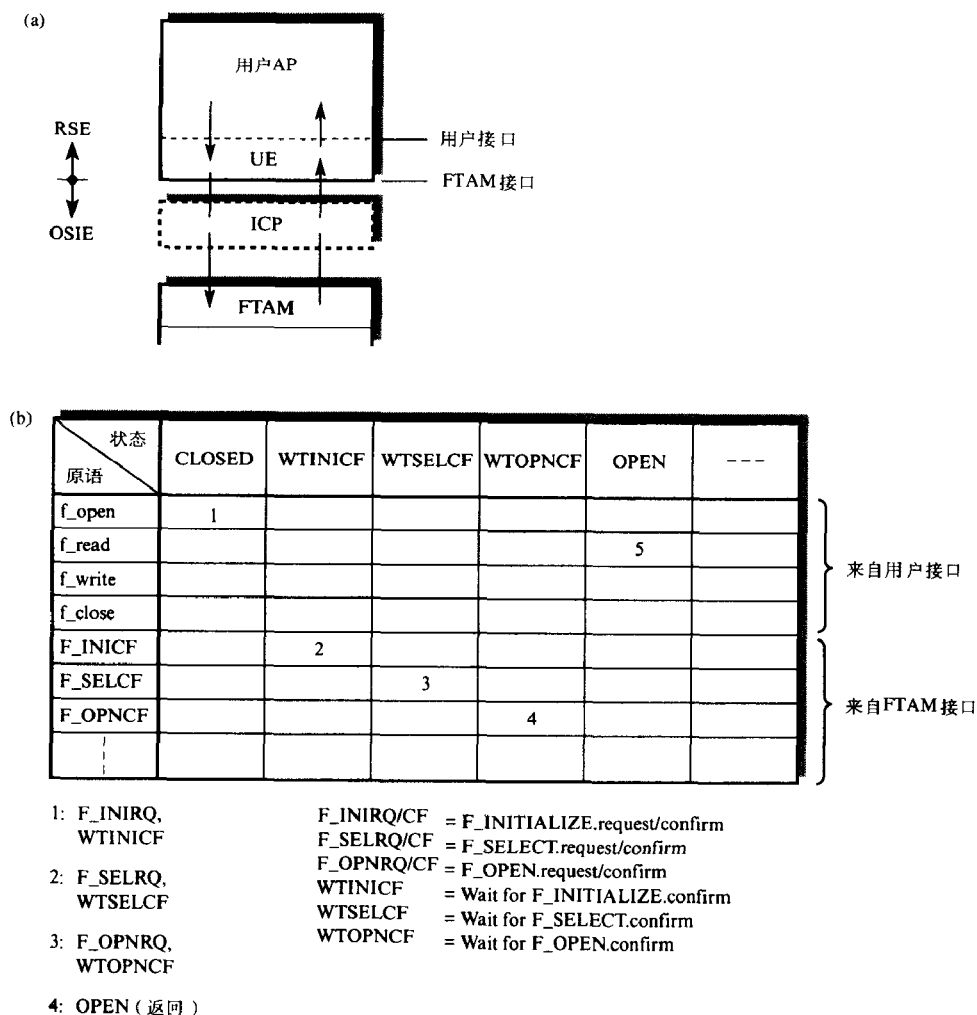 (a)
用户AP
RSE
用户接口
UE
FTAM接口
OSIE
ICP
FTAM
(b)
状态
原语
CLOSED WTINICF WTSELCF WTOPNCF OPEN ---
f_open 1
f_read 5
f_write
f_close
来自用户接口
F_INICF 2
F_SELCF 3
F_OPNCF 4
来自FTAM接口
1: F_INIRQ,
WTINICF
2: F_SELRQ,
WTSELCF
3: F_OPNRQ,
WTOPNCF
4: OPEN (返回)
F_INIRQ/CF = F_INITIALIZE.request/confirm
F_SELRQ/CF = F_SELECT.request/confirm
F_OPNRQ/CF = F_OPEN.request/confirm
WTINICF = Wait for F_INITIALIZE.confirm
WTSELCF = Wait for F_SELECT.confirm
WTOPNCF = Wait for F_OPEN.confirm